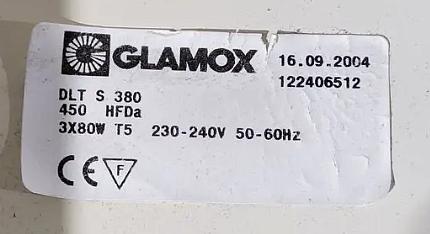 GLAMOX 16.09.2004
122406512
DLT S 380
450 HFDa
3X80W T5 230-240V 50-60Hz
CE F